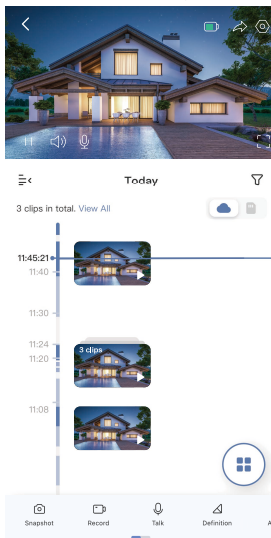 Today
3 clips in total. View All
11:45:21
11:40
11:30
11:24
3 clips
11:20
11:08
Snapshot
Record
Talk
Definition
A